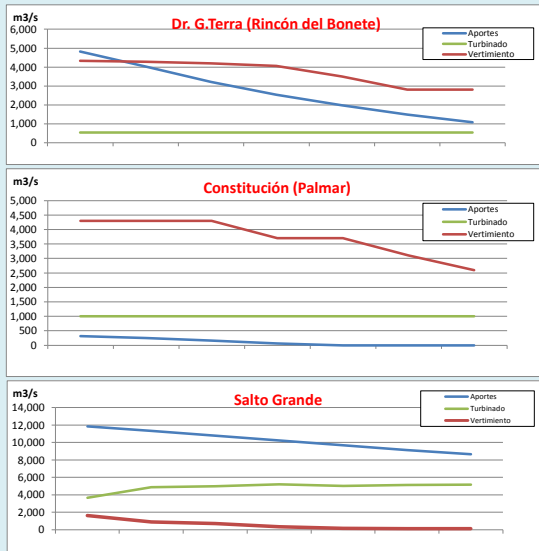 m3/s
Dr. G.Terra (Rincón del Bonete)
6,000
5,000
4,000
3,000
2,000
1,000
0
Aportes
Turbinado
Vertimiento
m3/s
Constitución (Palmar)
5,000
4,500
4,000
3,500
3,000
2,500
2,000
1,500
1,000
500
0
Aportes
Turbinado
Vertimiento
m3/s
Salto Grande
14,000
12,000
10,000
8,000
6,000
4,000
2,000
0
Aportes
Turbinado
Vertimiento